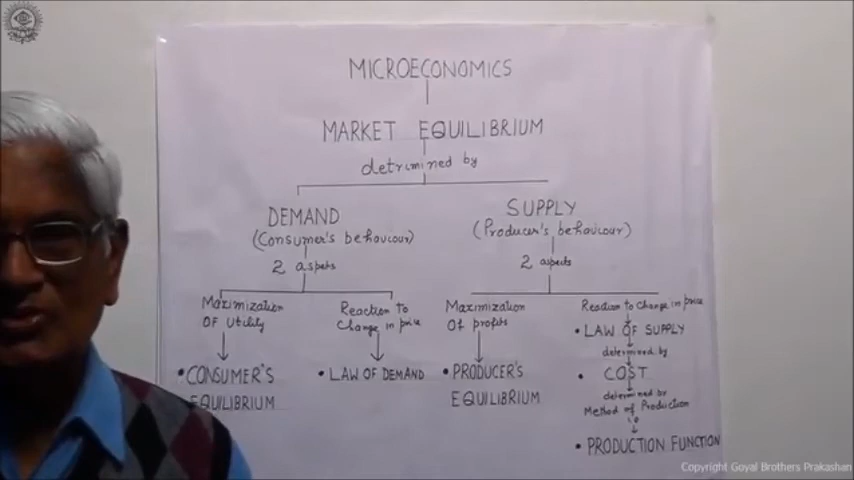 MICROECONOMICS
MARKET EQUILIBRIUM
detrimined by
DEMAND
(Consumer's behaviour)
2 aspets
Maximization
OF Utility
CONSUMER'S
EQUILIBRIUM
Reaction To
Change in price
LAW OF DEMAND
SUPPLY
(Producer's behaviour)
2 aspects
Maximization
Of profits
PRODUCER'S
EQUILIBRIUM
Reaction to Change in price
LAW OF SUPPLY
determined by
COST
determined by
Method of Production
i.e
PRODUCTION FUNCTION
Copyright Goyal Brothers Prakashan